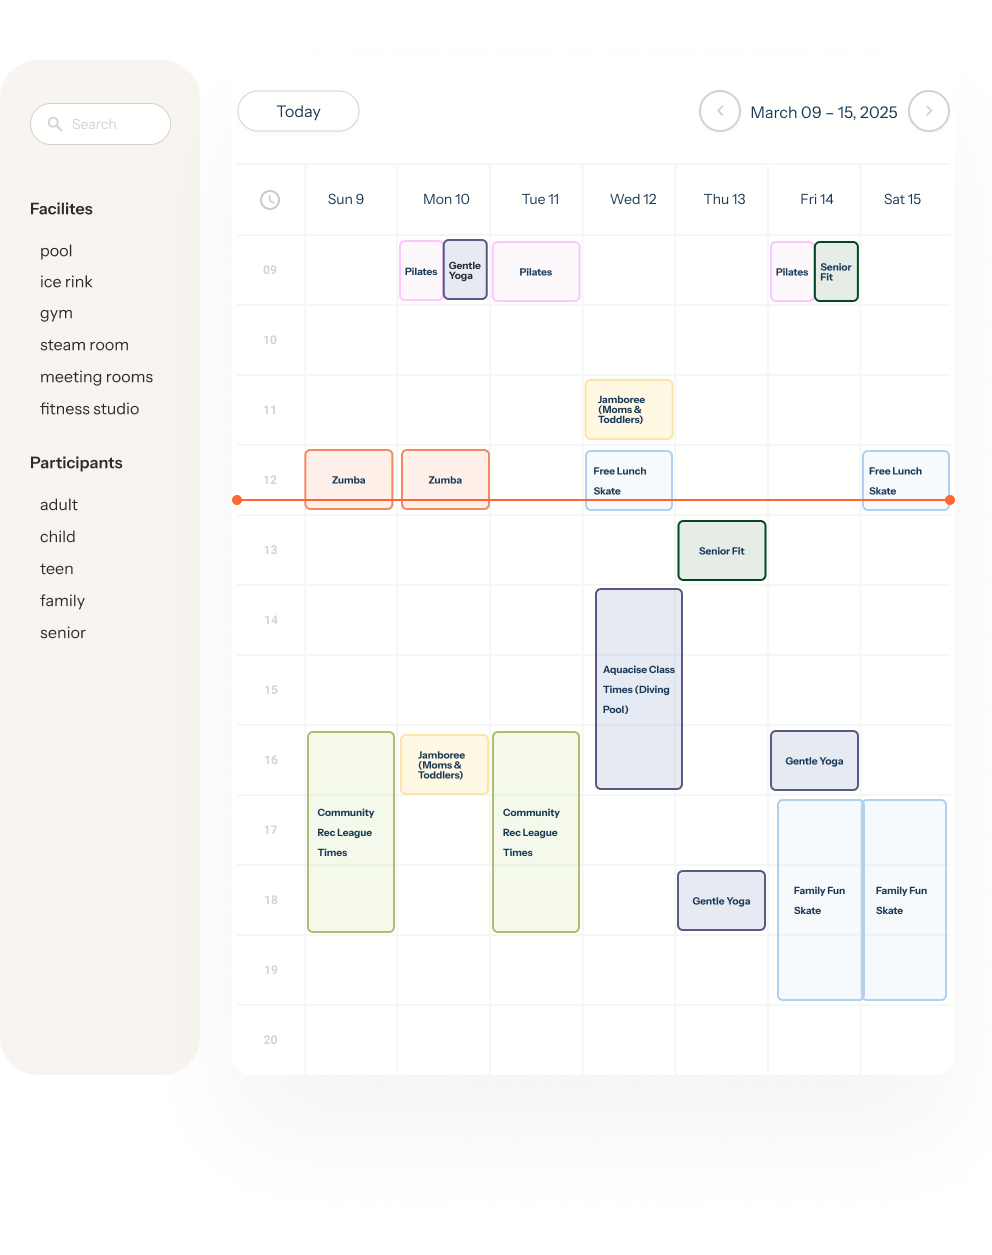 Today
March 09 – 15, 2025
Search
Facilites
pool
ice rink
gym
steam room
meeting rooms
fitness studio
Participants
adult
child
teen
family
senior
Sun 9
Mon 10
Tue 11
Wed 12
Thu 13
Fri 14
Sat 15
09
Pilates
Gentle
Yoga
Pilates
Pilates
Senior
Fit
10
11
Jamboree
(Moms &
Toddlers)
12
Zumba
Zumba
Free Lunch
Skate
Free Lunch
Skate
13
Senior Fit
14
15
Aquacise Class
Times (Diving
Pool)
16
Jamboree
(Moms &
Toddlers)
Gentle Yoga
17
Community
Rec League
Times
Community
Rec League
Times
18
Gentle Yoga
Family Fun
Skate
Family Fun
Skate
19
20